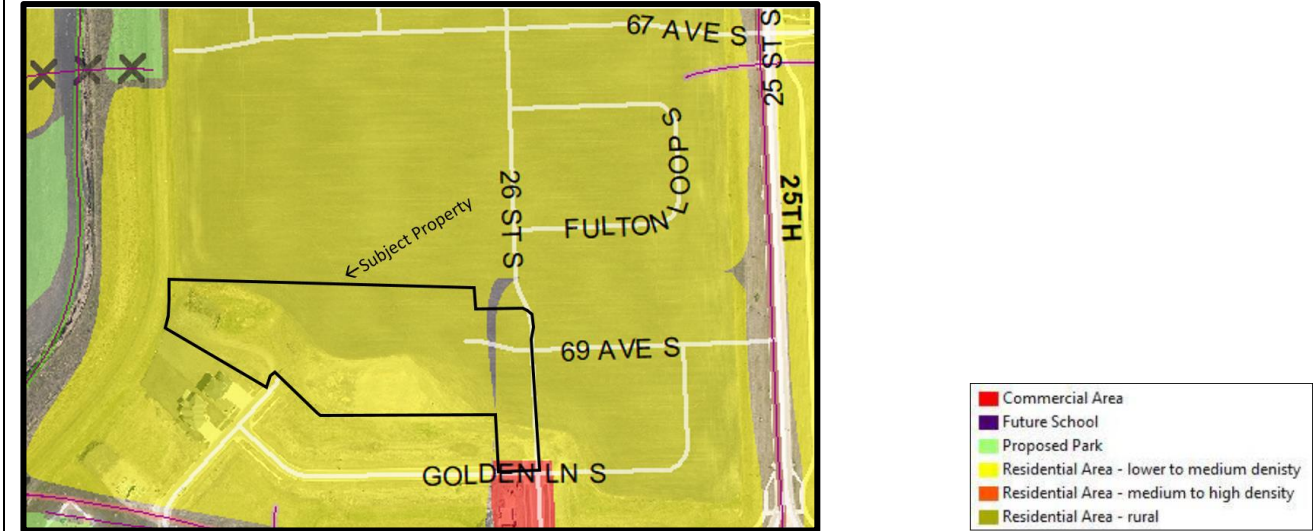 67 AVE S
25 ST S
LOOP S
26 ST S
25TH
FULTON
←Subject Property
69 AVE S
GOLDEN LN S
Commercial Area
Future School
Proposed Park
Residential Area - lower to medium denisty
Residential Area - medium to high density
Residential Area - rural